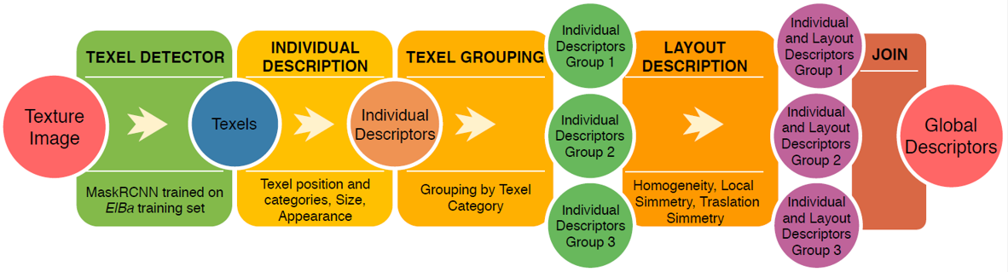 Texture
Image
TEXEL DETECTOR
MaskRCNN trained on
ElBa training set
Texels
INDIVIDUAL
DESCRIPTION
Texel position and
categories, Size,
Appearance
Individual
Descriptors
TEXEL GROUPING
Grouping by Texel
Category
Individual
Descriptors
Group 1
Individual
Descriptors
Group 2
Individual
Descriptors
Group 3
LAYOUT
DESCRIPTION
Homogeneity, Local
Simmetry, Traslation
Simmetry
Individual
and Layout
Descriptors
Group 1
Individual
and Layout
Descriptors
Group 2
Individual
and Layout
Descriptors
Group 3
JOIN
Global
Descriptors